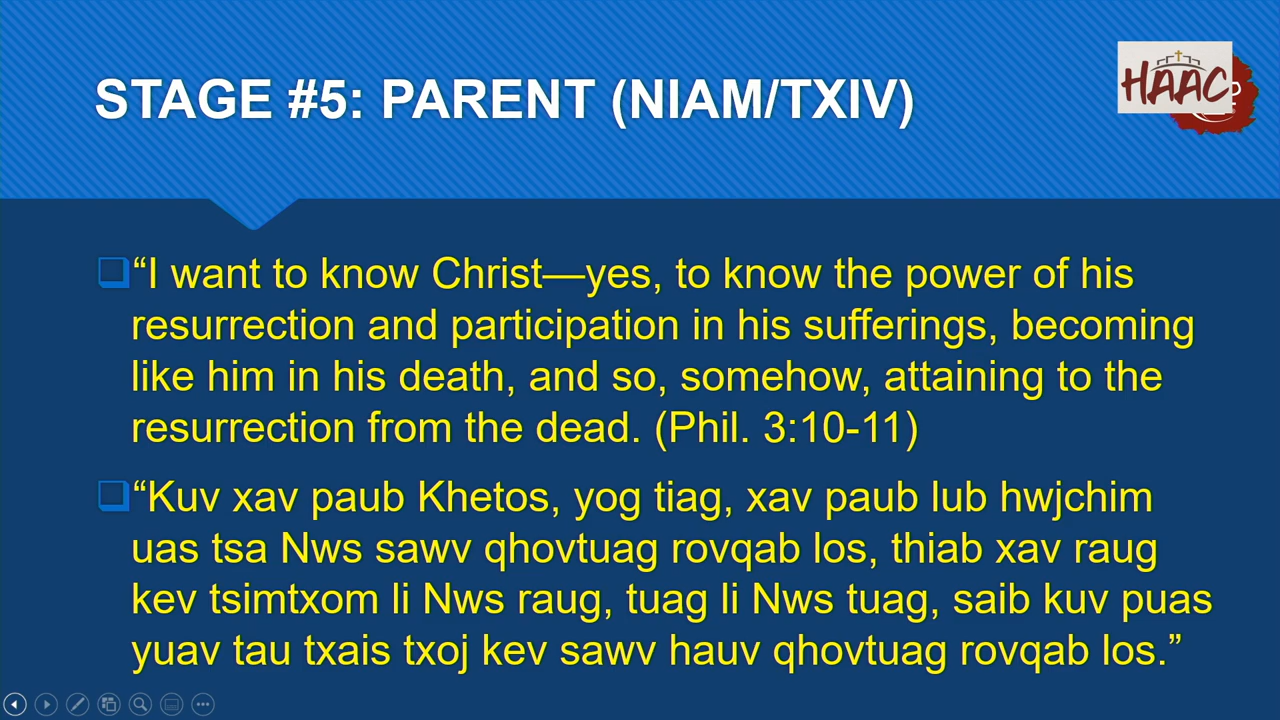 STAGE #5: PARENT (NIAM/TXIV)
HAAC
“I want to know Christ—yes, to know the power of his
resurrection and participation in his sufferings, becoming
like him in his death, and so, somehow, attaining to the
resurrection from the dead. (Phil. 3:10-11)
“Kuv xav paub Khetos, yog tiag, xav paub lub hwjchim
uas tsa Nws sawv qhovtuag rovqab los, thiab xav raug
kev tsimtxom li Nws raug, tuag li Nws tuag, saib kuv puas
yuav tau txais txoj kev sawv hauv qhovtuag rovqab los.”